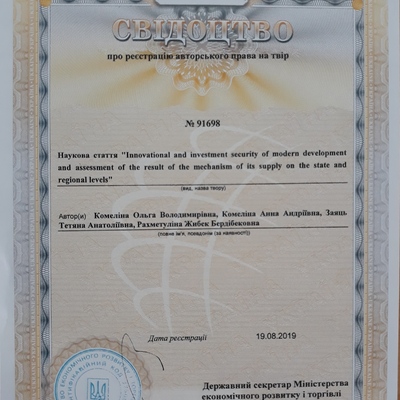 СВІДОЦТВО
про реєстрацію авторського права на твір
№ 91698
Наукова стаття "Innovational and investment security of modern development
and assessment of the result of the mechanism of its supply on the state and
regional levels"
(вид, назва твору)
Автор(и) Комеліна Ольга Володимирівна, Комеліна Анна Андріївна, Заяць
Тетяна Анатоліївна, Рахметуліна Жибек Бердібековна
(повне ім'я, псевдонім (за наявності))
Дата реєстрації 19.08.2019
Державний секретар Міністерства
економічного розвитку і торгівлі